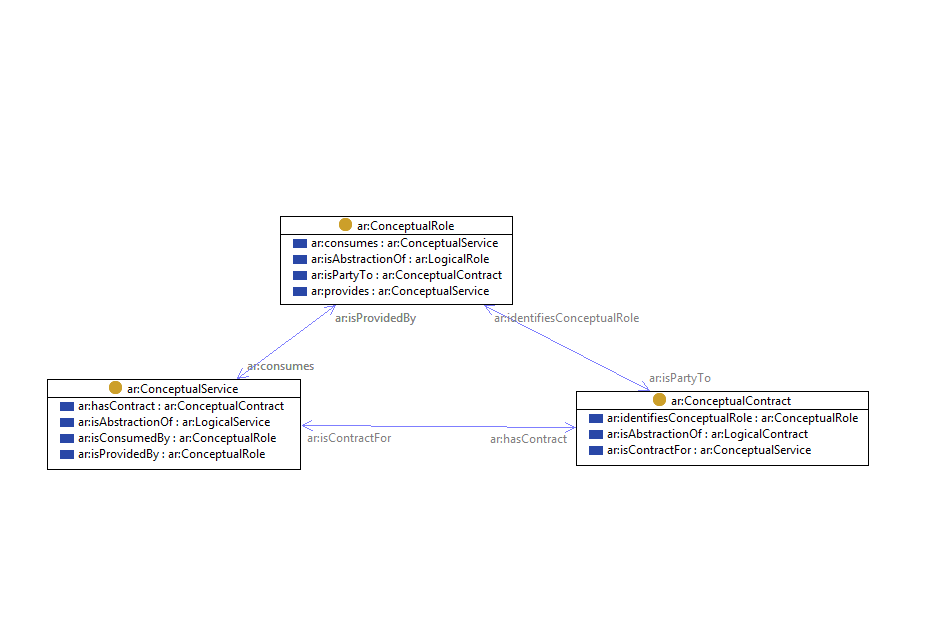 ar:ConceptualRole
ar:consumes : ar:ConceptualService
ar:isAbstractionOf : ar:LogicalRole
ar:isPartyTo : ar:ConceptualContract
ar:provides : ar:ConceptualService
ar:isProvidedBy
ar:identifiesConceptualRole
ar:consumes
ar:isPartyTo
ar:ConceptualService
ar:hasContract : ar:ConceptualContract
ar:isAbstractionOf : ar:LogicalService
ar:isConsumedBy : ar:ConceptualRole
ar:isProvidedBy : ar:ConceptualRole
ar:isContractFor
ar:hasContract
ar:ConceptualContract
ar:identifiesConceptualRole : ar:ConceptualRole
ar:isAbstractionOf : ar:LogicalContract
ar:isContractFor : ar:ConceptualService